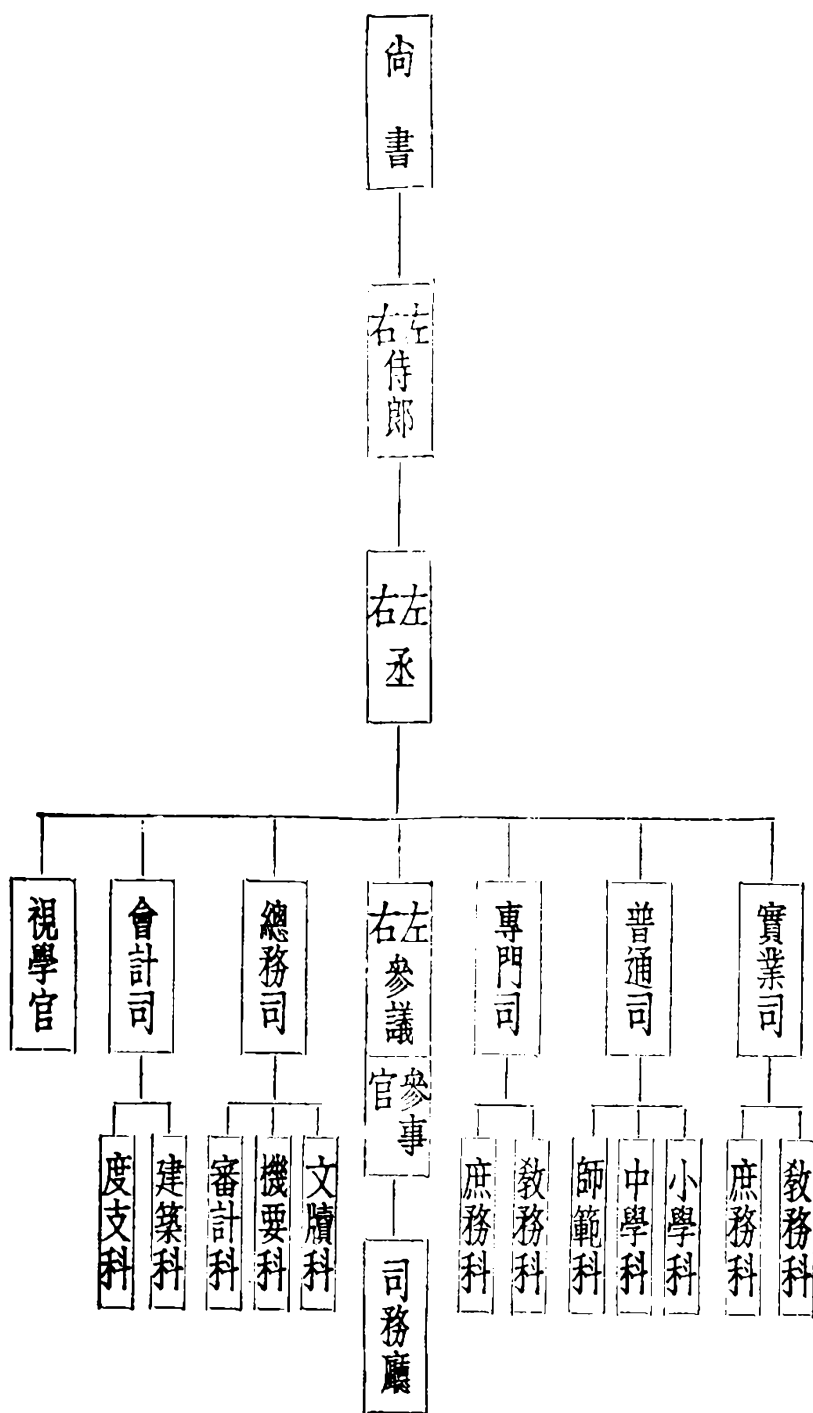 尙書
左右侍郎
左右丞
實業司
普通司
專門司
左右參議
參事官
總務司
會計司
視學官
教務科
庶務科
小學科
中學科
師範科
教務科
庶務科
文牘科
機要科
審計科
建築科
度支科
司務廳